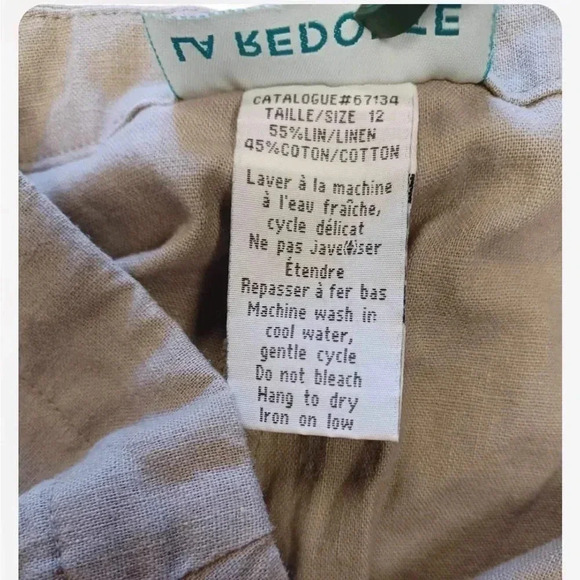 LA REDOUTE
CATALOGUE#67134
TAILLE/SIZE 12
55%LIN/LINEN
45%COTON/COTTON
Laver à la machine
à l'eau fraîche,
cycle délicat
Ne pas Javelliser
Étendre
Repasser à fer bas
Machine wash in
cool water,
gentle cycle
Do not bleach
Hang to dry
Iron on low